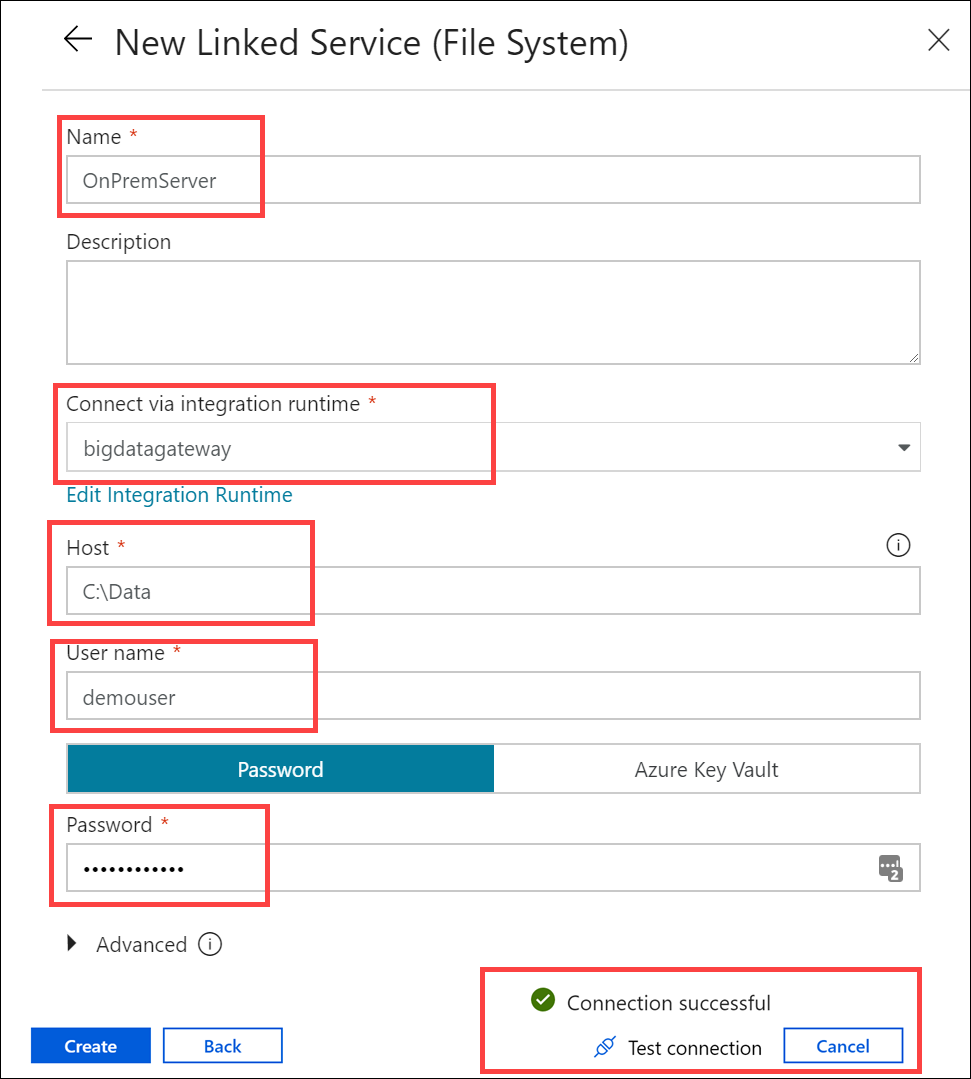 New Linked Service (File System)
Name *
OnPremServer
Description
Connect via integration runtime *
bigdatagateway
Edit Integration Runtime
Host *
C:\Data
User name *
demouser
Password Azure Key Vault
Password *
••••••••••••
2
Advanced
Connection successful
Create Back Test connection Cancel